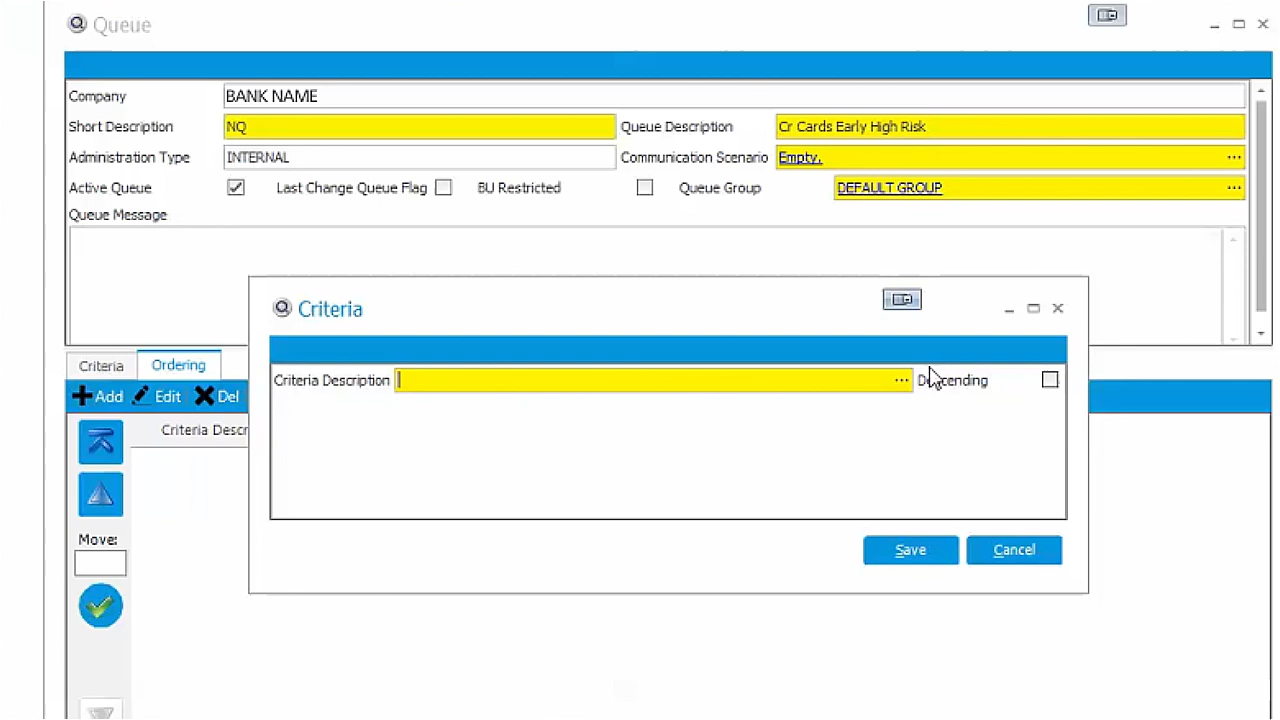 Queue
Company BANK NAME
Short Description NQ Queue Description Cr Cards Early High Risk
Administration Type INTERNAL Communication Scenario Empty. ...
Active Queue Last Change Queue Flag BU Restricted Queue Group DEFAULT GROUP ...
Queue Message
Criteria
Criteria Description ... Descending
Save Cancel
Criteria Ordering
Add Edit Del
Criteria Descr
Move: